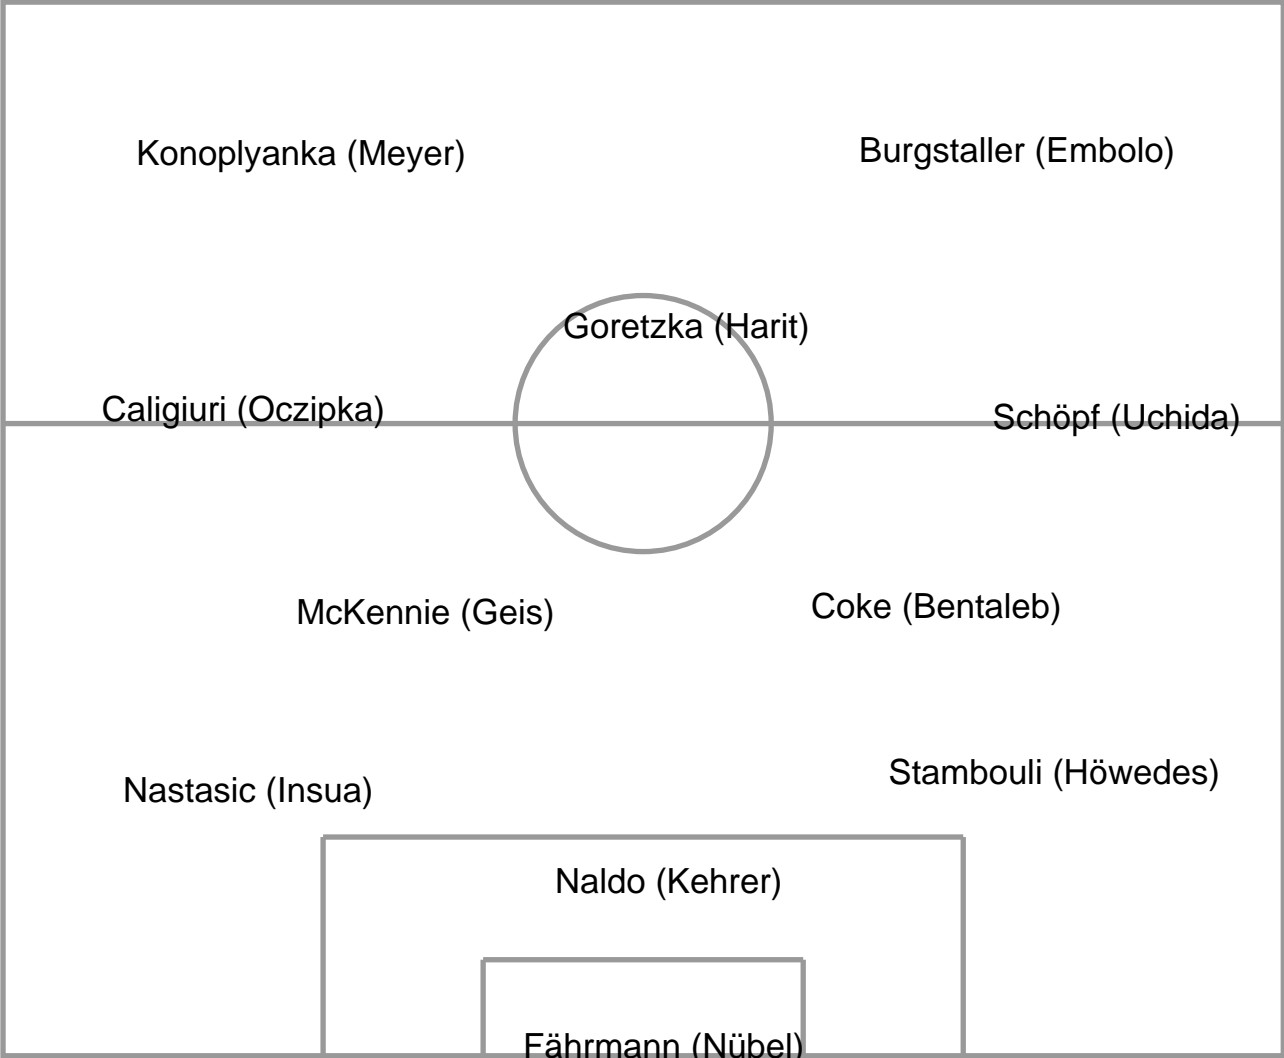 Konoplyanka (Meyer)
Burgstaller (Embolo)
Goretzka (Harit)
Caligiuri (Oczipka)
Schöpf (Uchida)
McKennie (Geis)
Coke (Bentaleb)
Nastasic (Insua)
Stambouli (Höwedes)
Naldo (Kehrer)
Fährmann (Nübel)